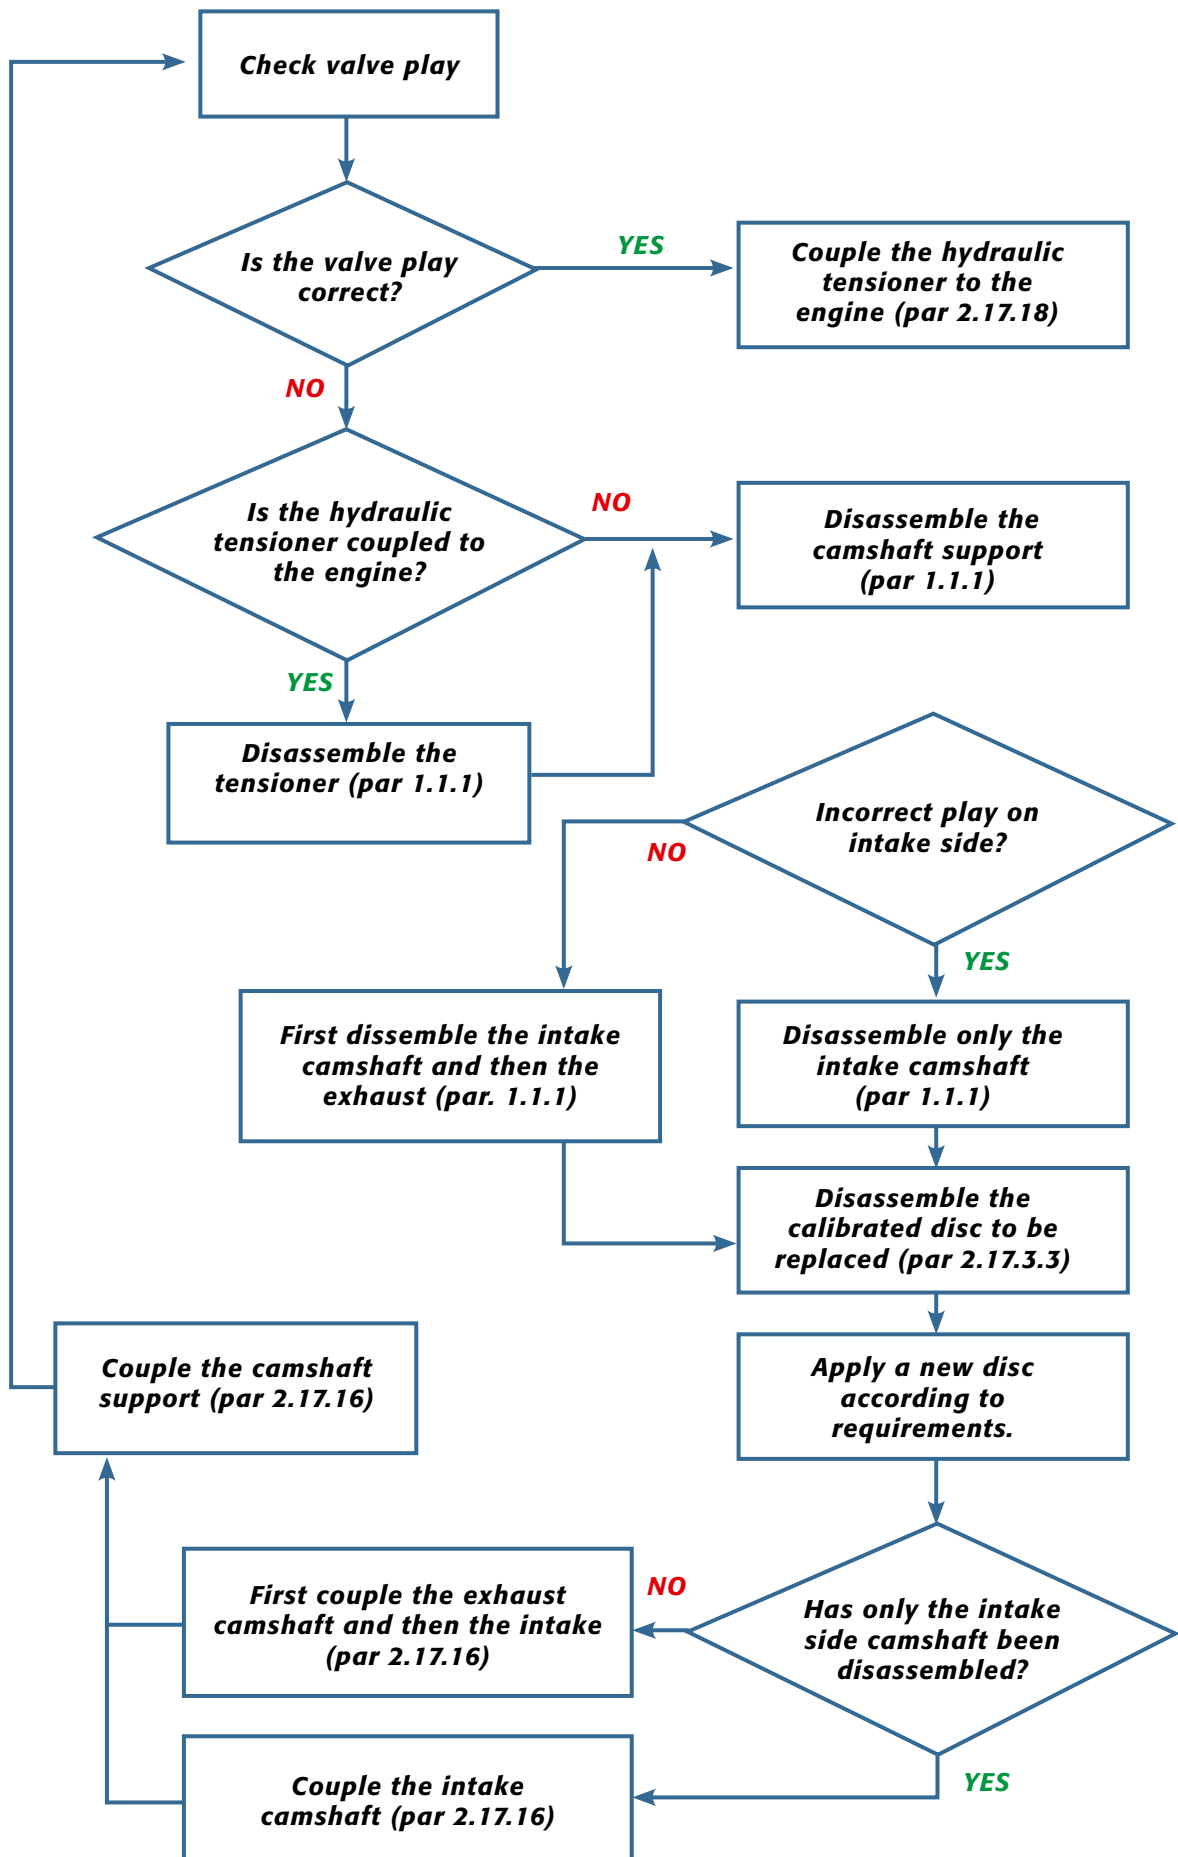 Check valve play
Is the valve play
correct?
YES
Couple the hydraulic
tensioner to the
engine (par 2.17.18)
NO
Is the hydraulic
tensioner coupled to
the engine?
NO
Disassemble the
camshaft support
(par 1.1.1)
YES
Disassemble the
tensioner (par 1.1.1)
Incorrect play on
intake side?
NO
YES
First dissemble the intake
camshaft and then the
exhaust (par. 1.1.1)
Disassemble only the
intake camshaft
(par 1.1.1)
Disassemble the
calibrated disc to be
replaced (par 2.17.3.3)
Couple the camshaft
support (par 2.17.16)
Apply a new disc
according to
requirements.
First couple the exhaust
camshaft and then the intake
(par 2.17.16)
NO
Has only the intake
side camshaft been
disassembled?
YES
Couple the intake
camshaft (par 2.17.16)